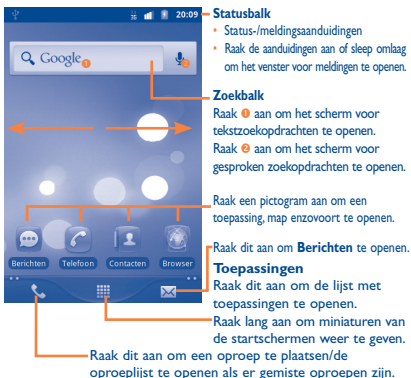 20:09
Google
1
2
Berichten Telefoon Contacten Browser
Statusbalk
• Status-/meldingsaanduidingen
• Raak de aanduidingen aan of sleep omlaag
om het venster voor meldingen te openen.
Zoekbalk
Raak 1 aan om het scherm voor
tekstzoekopdrachten te openen.
Raak 2 aan om het scherm voor
gesproken zoekopdrachten te openen.
Raak een pictogram aan om een
toepassing, map enzovoort te openen.
Raak dit aan om Berichten te openen.
Toepassingen
Raak dit aan om de lijst met
toepassingen te openen.
Raak lang aan om miniaturen van
de startschermen weer te geven.
Raak dit aan om een oproep te plaatsen/de
oproeplijst te openen als er gemiste oproepen zijn.